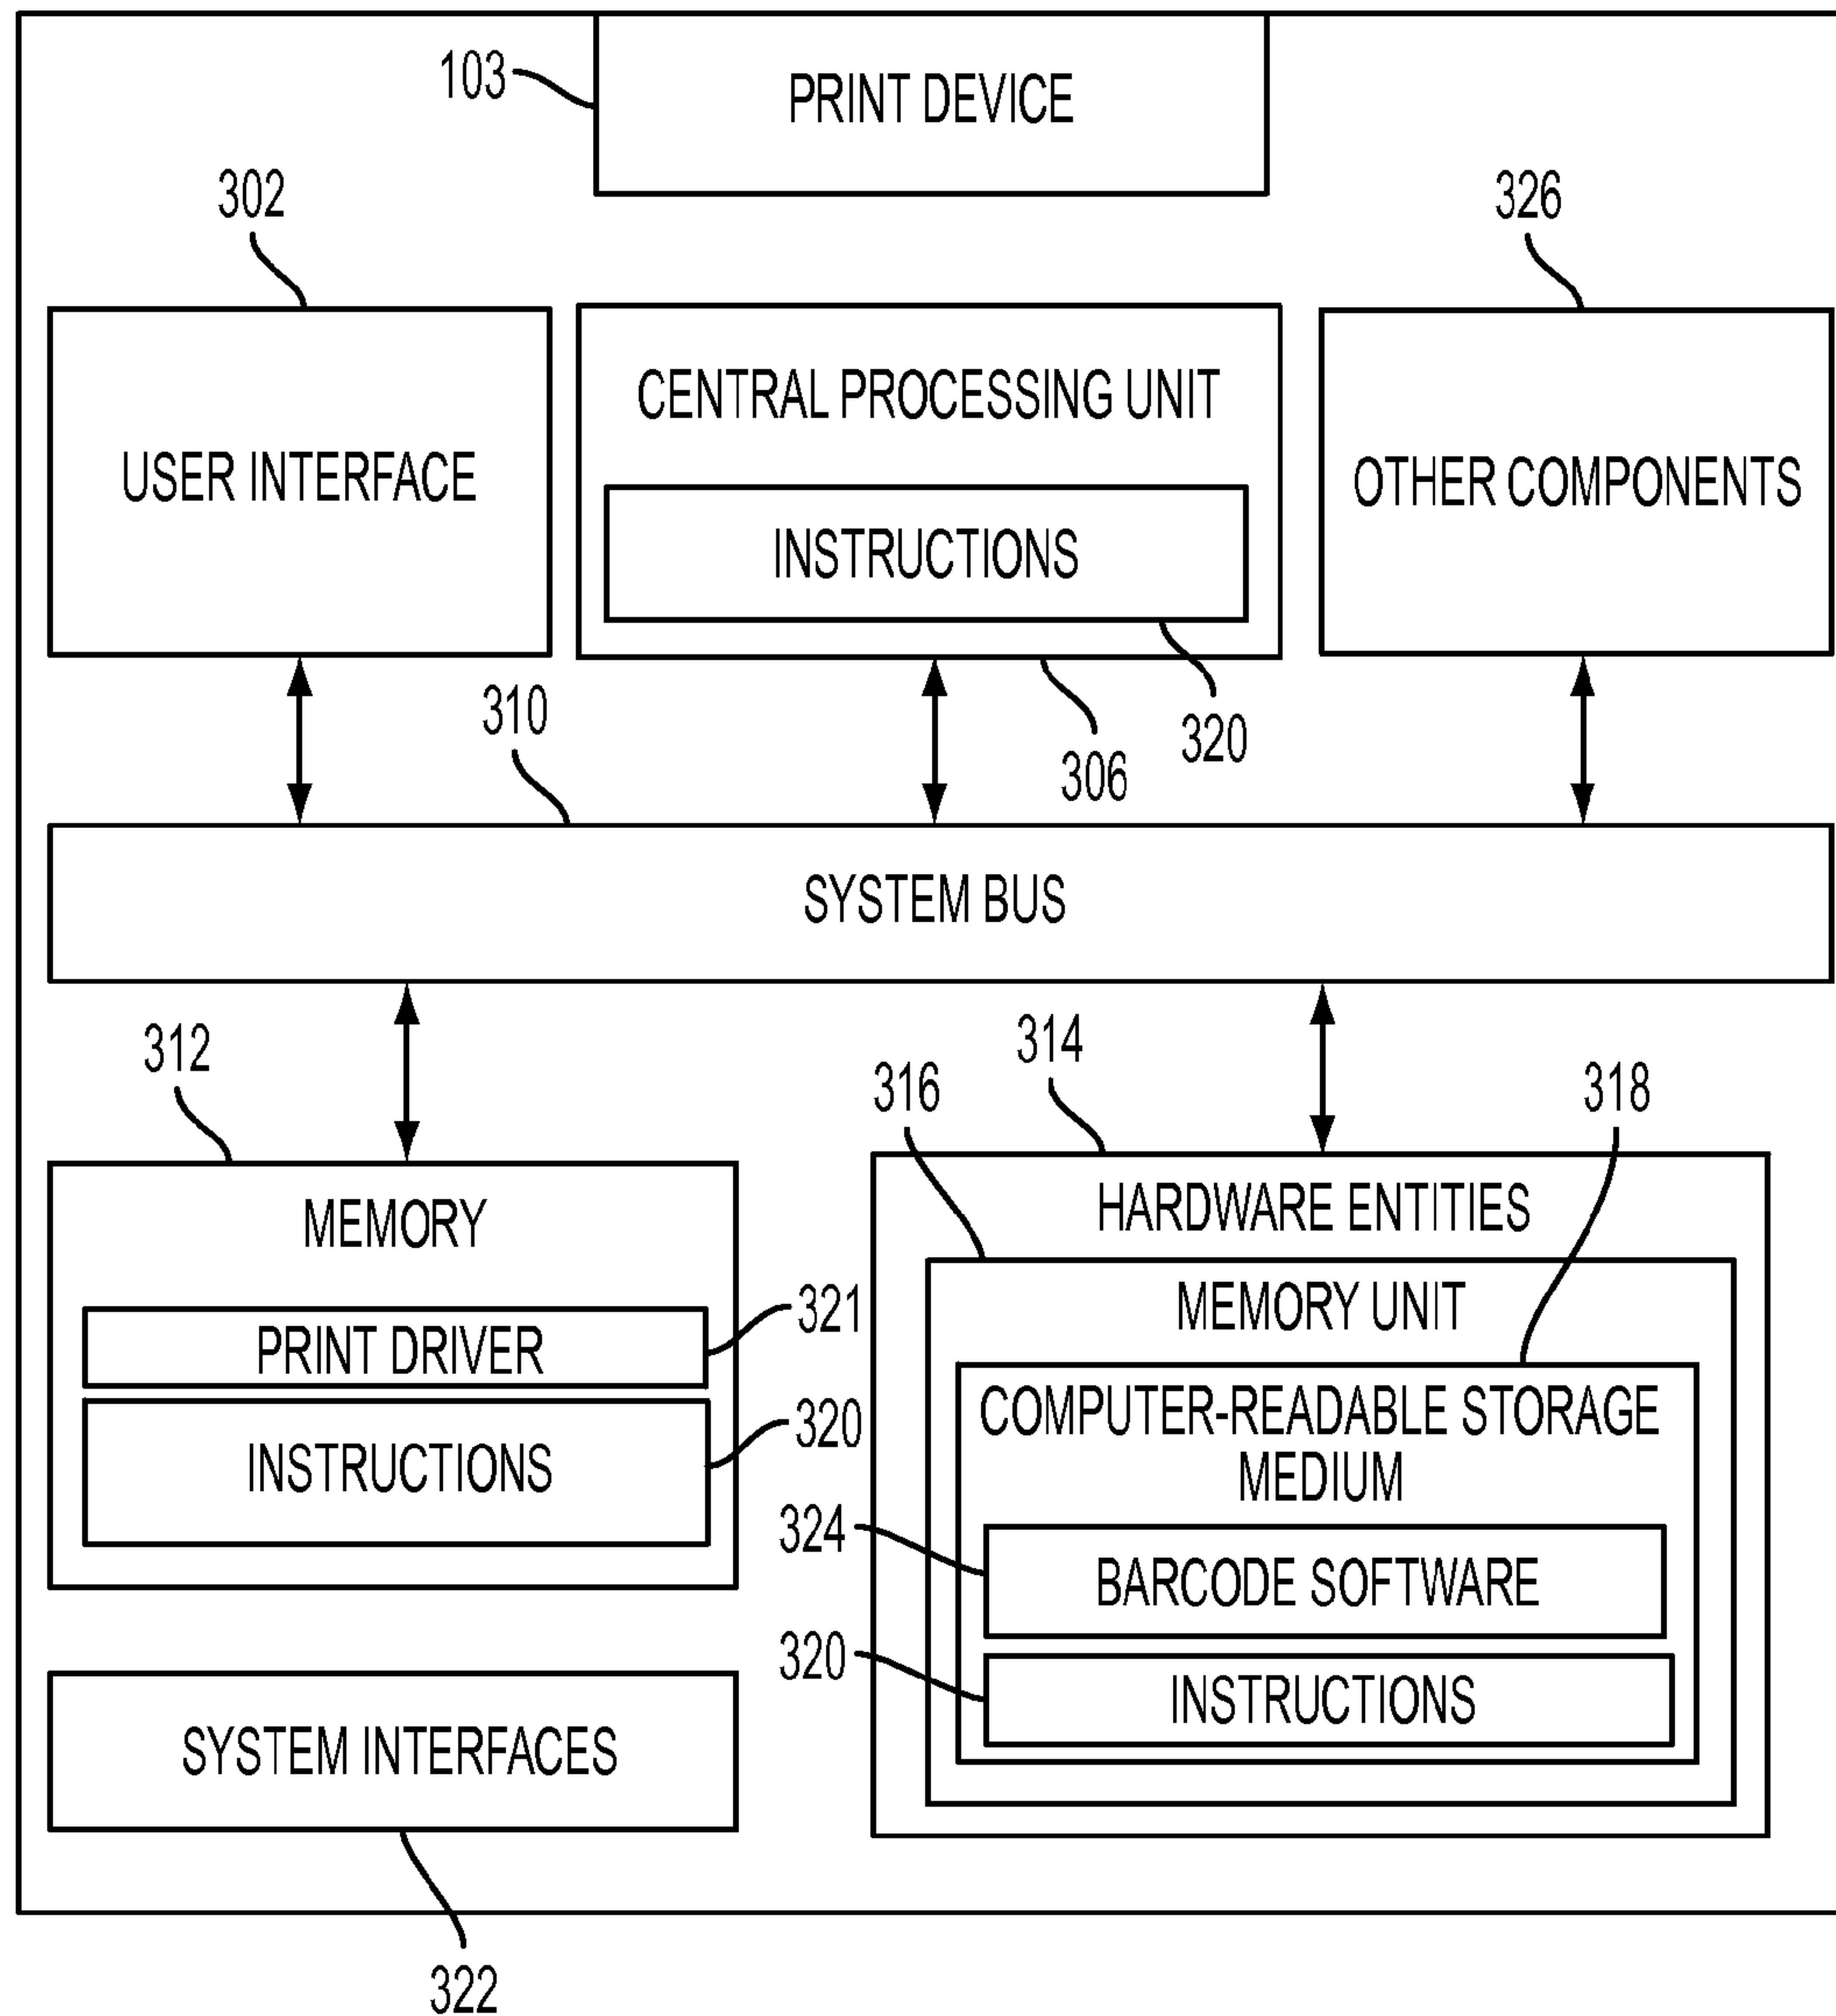 103
PRINT DEVICE
302
326
USER INTERFACE
CENTRAL PROCESSING UNIT
INSTRUCTIONS
OTHER COMPONENTS
310
320
306
SYSTEM BUS
312
314
316
318
MEMORY
321
PRINT DRIVER
320
INSTRUCTIONS
HARDWARE ENTITIES
MEMORY UNIT
COMPUTER-READABLE STORAGE
MEDIUM
324
BARCODE SOFTWARE
320
INSTRUCTIONS
SYSTEM INTERFACES
322